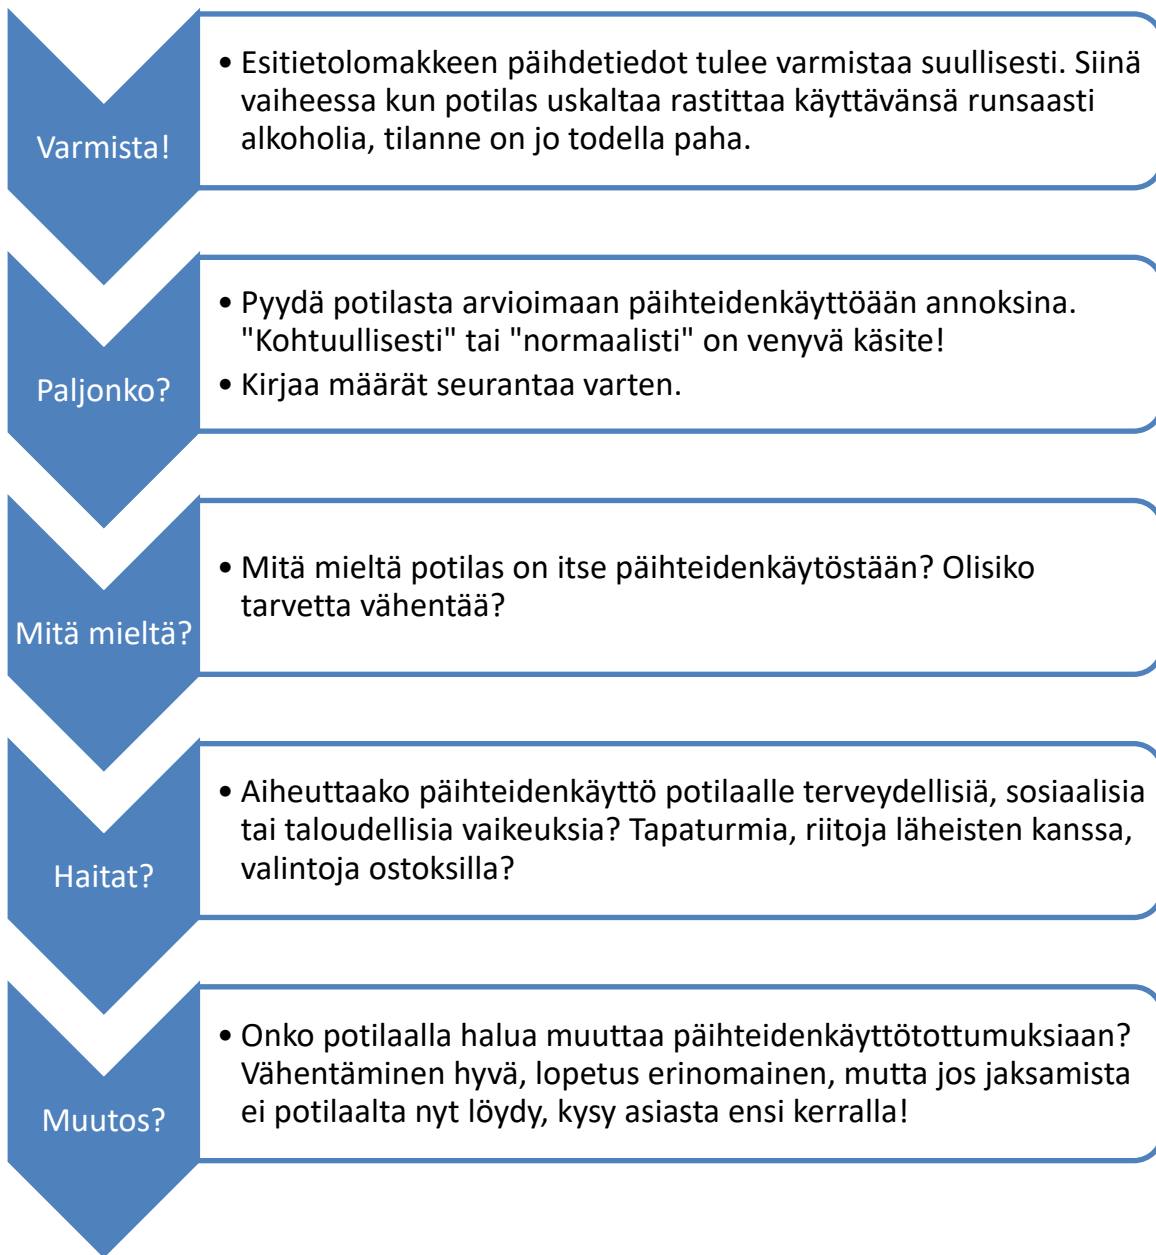 Varmista!
• Esitietolomakkeen päihdetiedot tulee varmistaa suullisesti. Siinä
vaiheessa kun potilas uskaltaa rastittaa käyttävänsä runsaasti
alkoholia, tilanne on jo todella paha.
Paljonko?
• Pyydä potilasta arvioimaan päihteidenkäyttöään annoksina.
"Kohtuullisesti" tai "normaalisti" on venyvä käsite!
• Kirjaa määrät seurantaa varten.
Mitä mieltä?
• Mitä mieltä potilas on itse päihteidenkäytöstään? Olisiko
tarvetta vähentää?
Haitat?
• Aiheuttaako päihteidenkäyttö potilaalle terveydellisiä, sosiaalisia
tai taloudellisia vaikeuksia? Tapaturmia, riitoja läheisten kanssa,
valintoja ostoksilla?
Muutos?
• Onko potilaalla halua muuttaa päihteidenkäyttötottumuksiaan?
Vähentäminen hyvä, lopetus erinomainen, mutta jos jaksamista
ei potilaalta nyt löydy, kysy asiasta ensi kerralla!